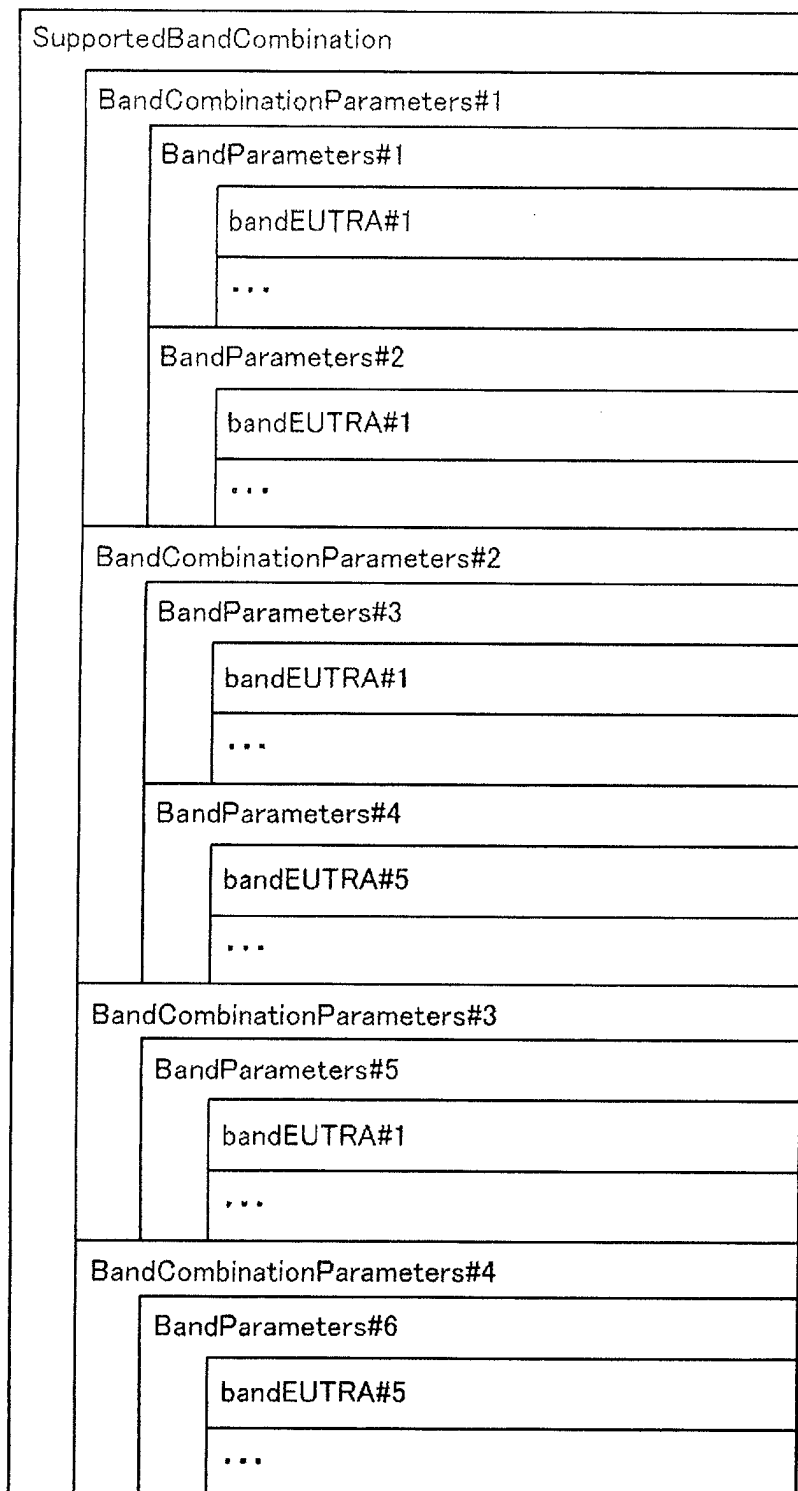 SupportedBandCombination
BandCombinationParameters#1
BandParameters#1
bandEUTRA#1
...
BandParameters#2
bandEUTRA#1
...
BandCombinationParameters#2
BandParameters#3
bandEUTRA#1
...
BandParameters#4
bandEUTRA#5
...
BandCombinationParameters#3
BandParameters#5
bandEUTRA#1
...
BandCombinationParameters#4
BandParameters#6
bandEUTRA#5
...